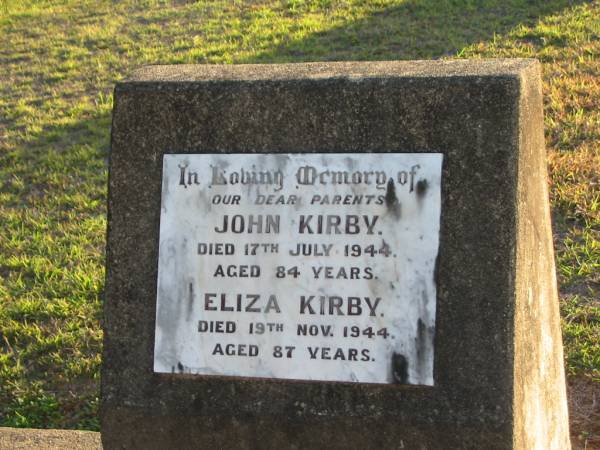 In Loving Memory of
OUR DEAR PARENTS
JOHN KIRBY.
DIED 17TH JULY 1944.
AGED 84 YEARS.
ELIZA KIRBY.
DIED 19TH NOV. 1944.
AGED 87 YEARS.